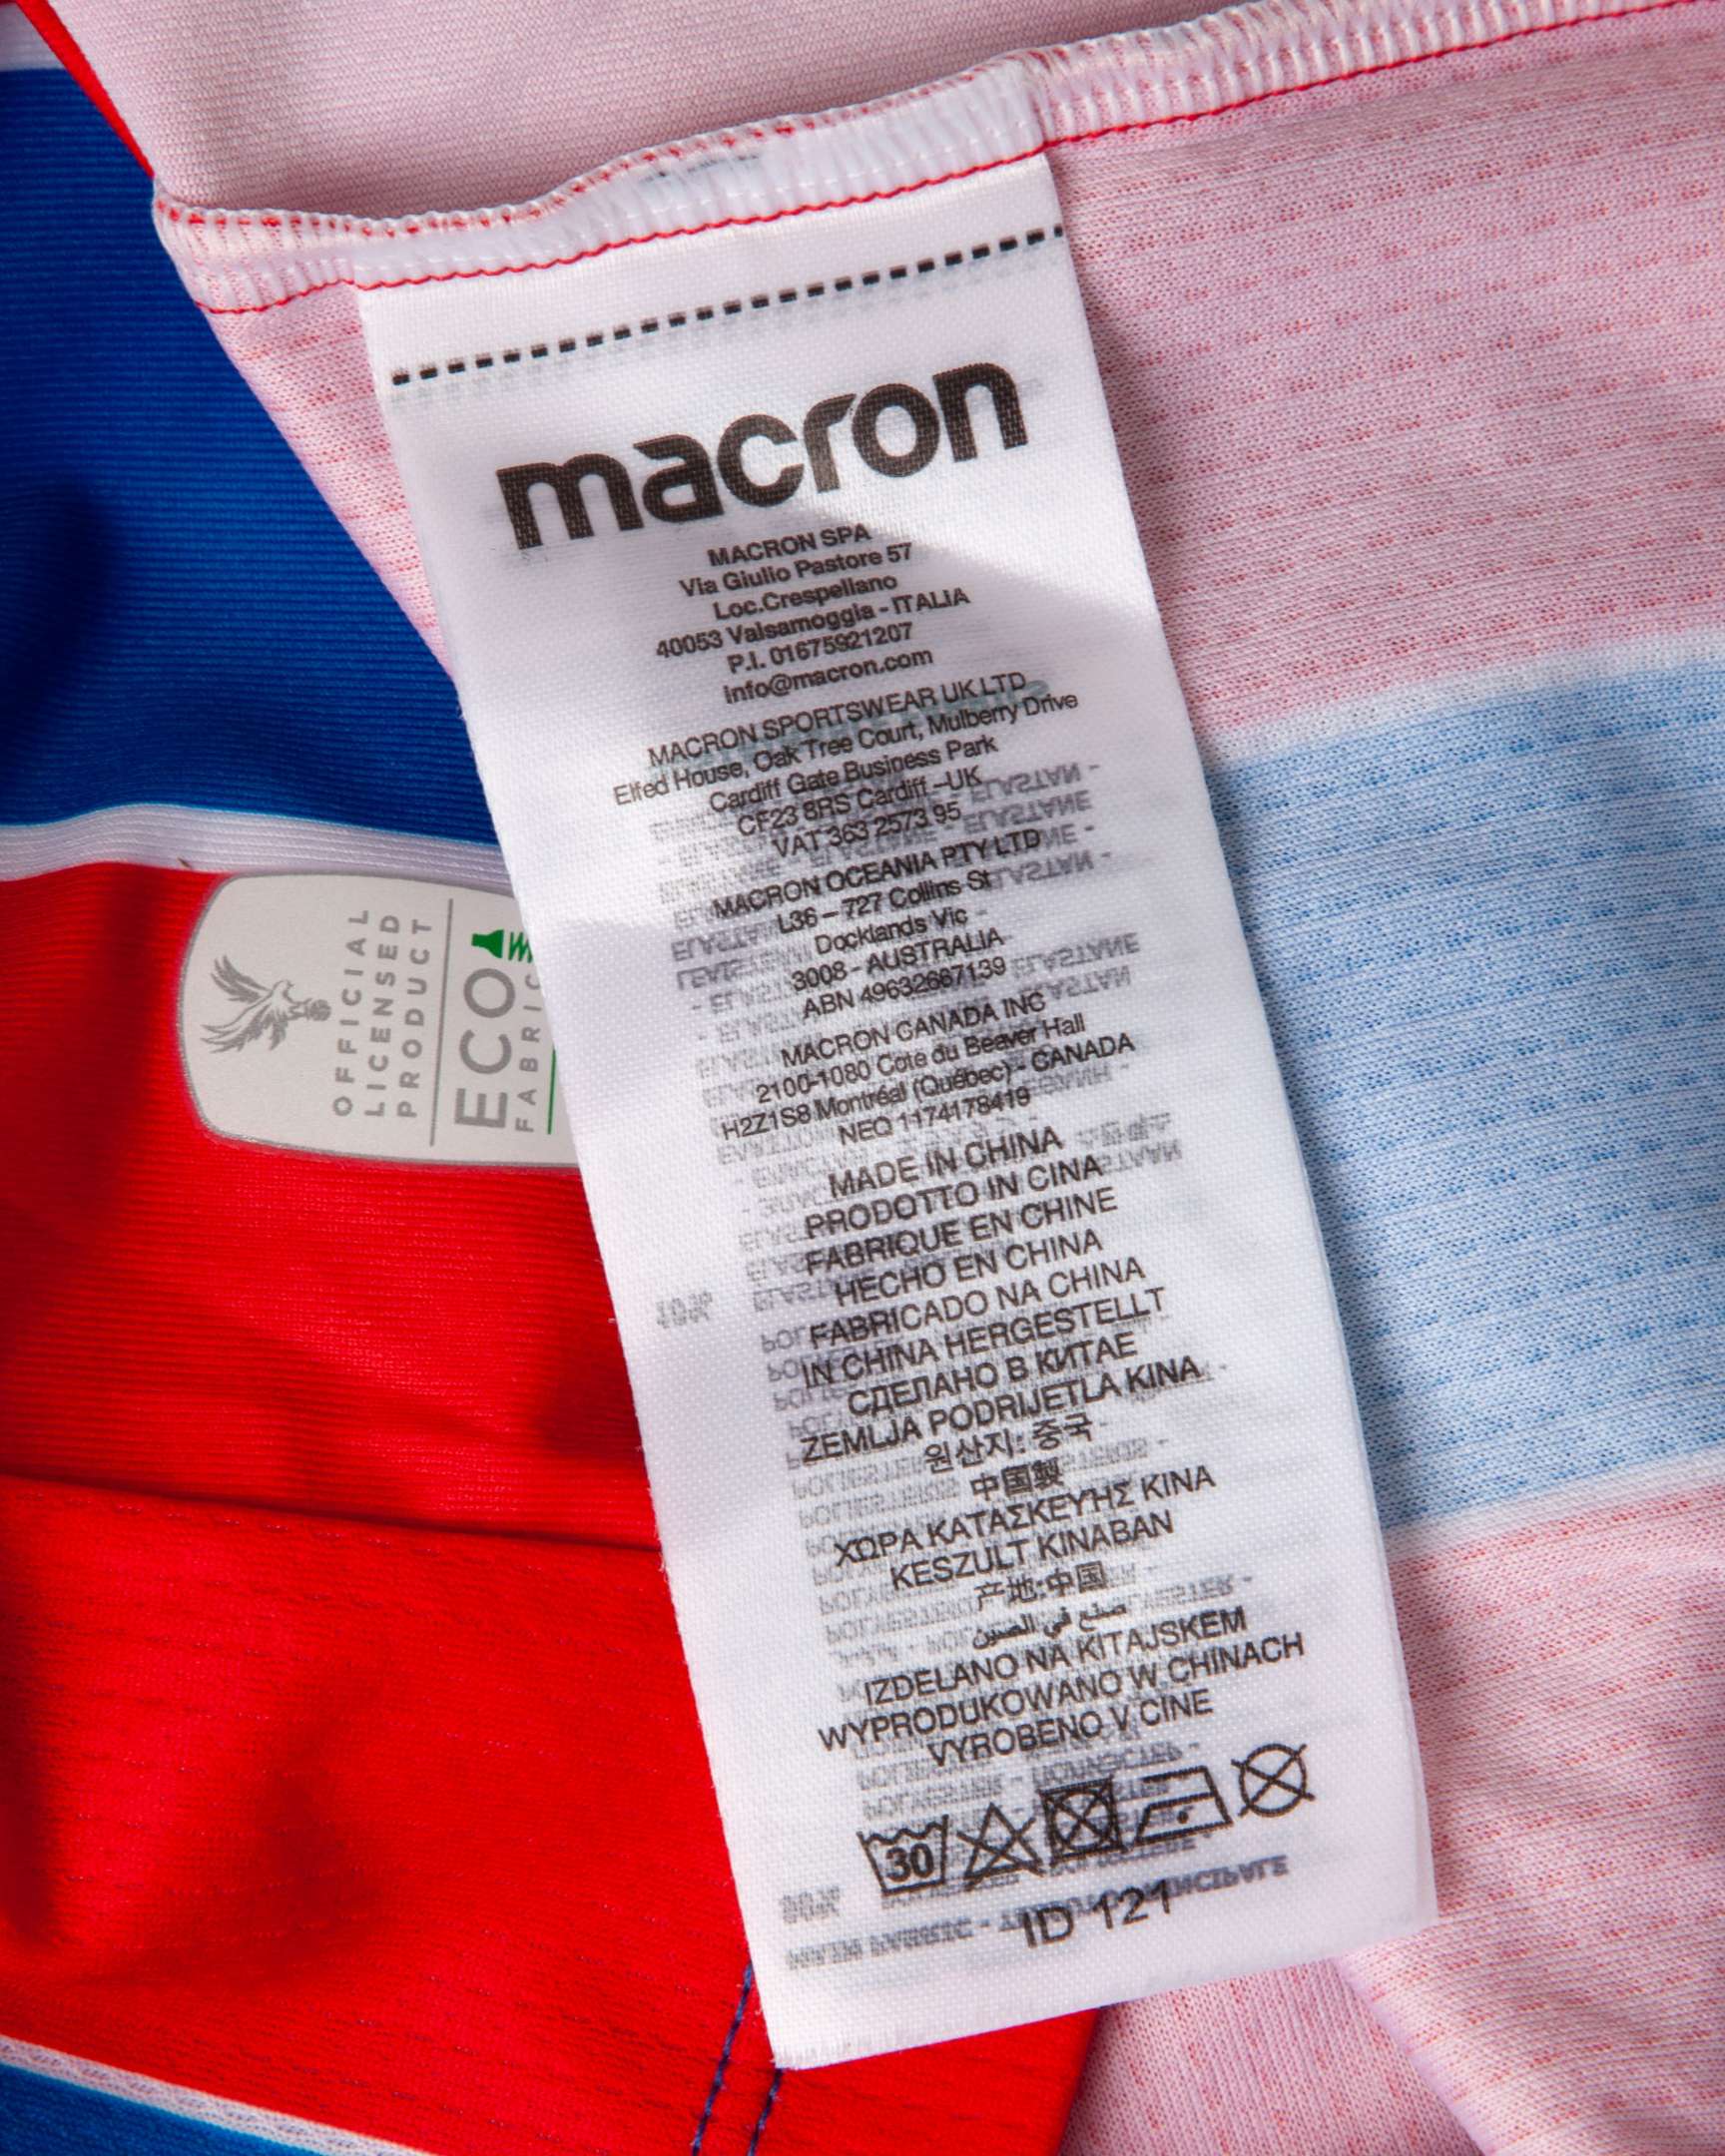 macron
MACRON SPA
Via Giulio Pastore 57
Loc.Crespellano
40053 Valsamoggia - ITALIA
P.I. 01675921207
info@macron.com
MACRON SPORTSWEAR UK LTD
Elfed House, Oak Tree Court, Mulberry Drive
Cardiff Gate Business Park
CF23 8RS Cardiff –UK
VAT 363 2573 95
MACRON OCEANIA PTY LTD
L36 – 727 Collins St
Docklands Vic
3008 - AUSTRALIA
ABN 49632667139
MACRON CANADA INC
2100-1080 Cote du Beaver Hall
H2Z1S8 Montréal (Québec) - CANADA
NEQ 1174178419
MADE IN CHINA
PRODOTTO IN CINA
FABRIQUE EN CHINE
HECHO EN CHINA
FABRICADO NA CHINA
IN CHINA HERGESTELLT
СДЕЛАНО В КИТАЕ
ZEMLJA PODRIJETLA KINA
원산지: 중국
中国製
ΧΩΡΑ ΚΑΤΑΣΚΕΥΉΣ ΚΙΝΑ
KESZULT KINABAN
产地:中国
صنع في الصين
IZDELANO NA KITAJSKEM
WYPRODUKOWANO W CHINACH
VYROBENO V CINE
30
ID 121
OFFICIAL
LICENSED
PRODUCT
ECO